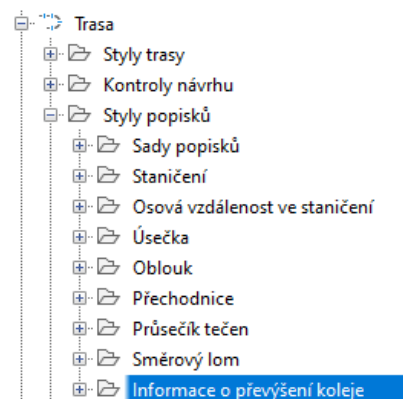 Trasa
Styly trasy
Kontroly návrhu
Styly popisků
Sady popisků
Staničení
Osová vzdálenost ve staničení
Úsečka
Oblouk
Přechodnice
Průsečík tečen
Směrový lom
Informace o převýšení koleje